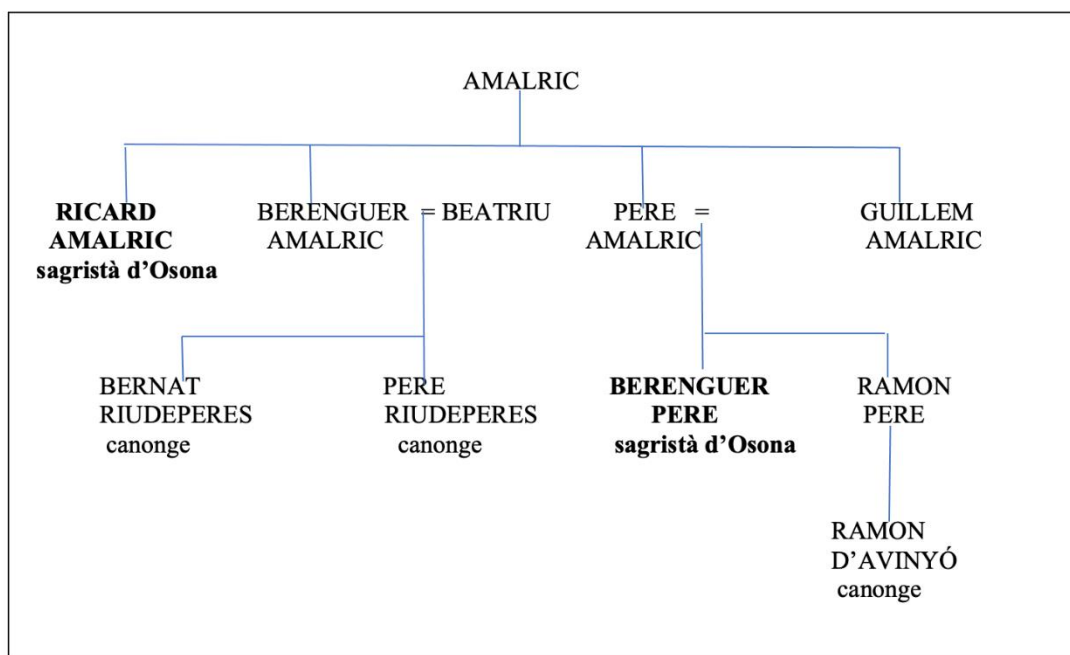 AMALRIC
RICARD
AMALRIC
sagristà d’Osona
BERENGUER = BEATRIU
AMALRIC
PERE =
AMALRIC
GUILLEM
AMALRIC
BERNAT
RIUDEPERES
canonge
PERE
RIUDEPERES
canonge
BERENGUER
PERE
sagristà d’Osona
RAMON
PERE
RAMON
D’AVINYÓ
canonge